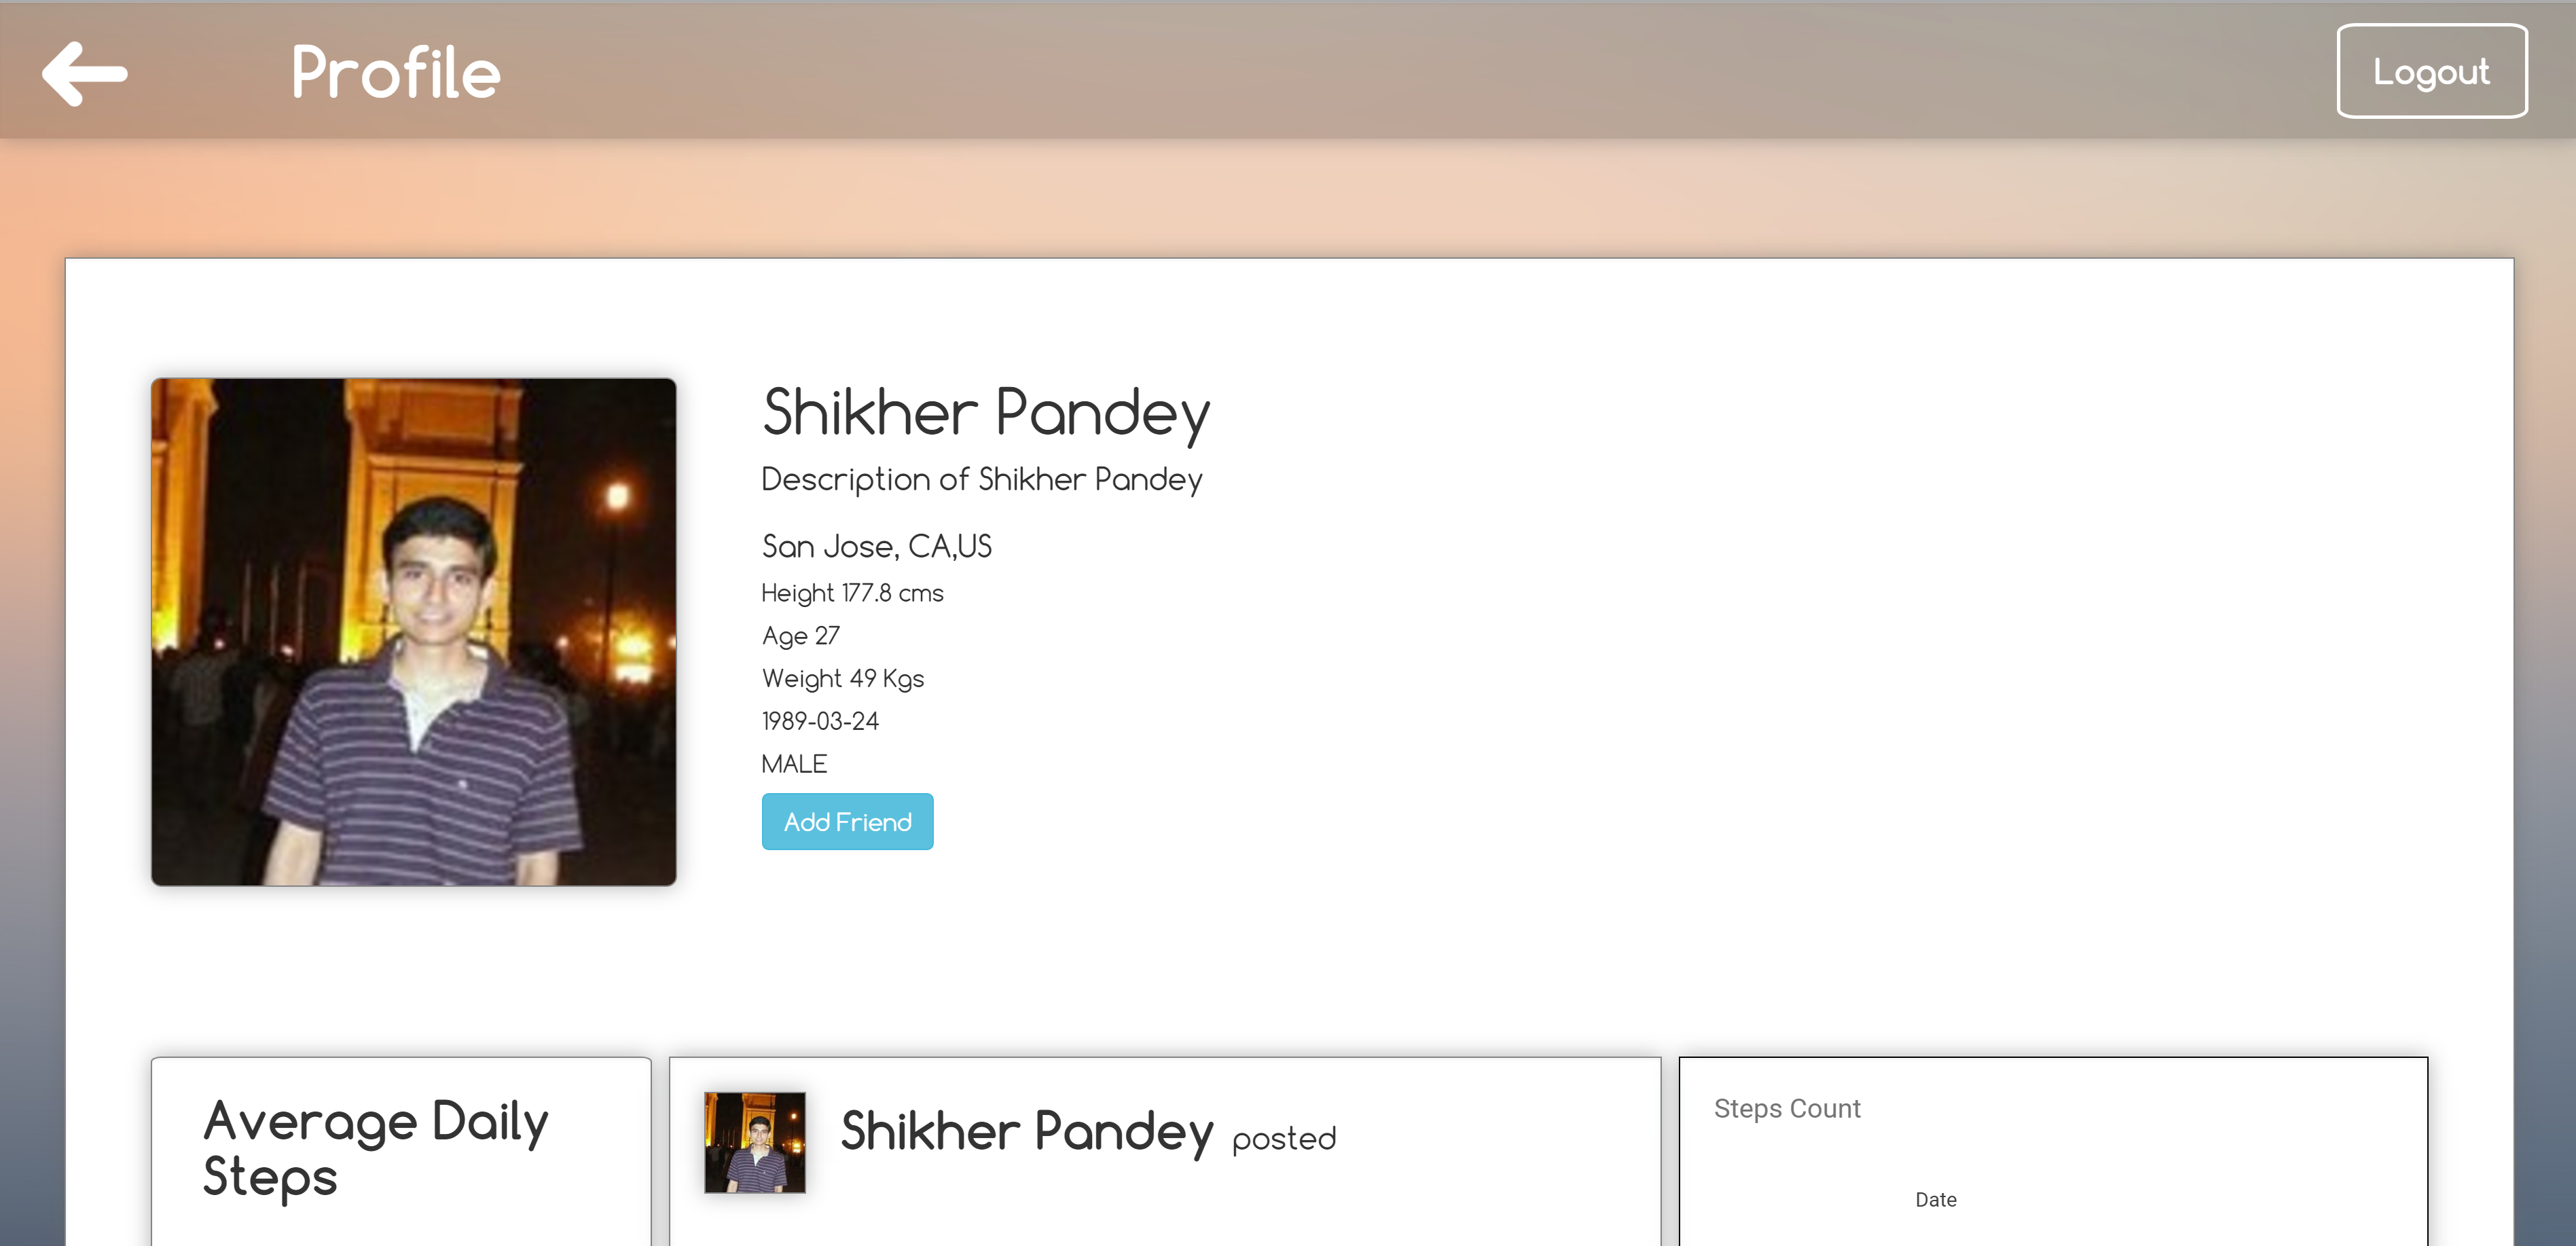 Profile
Logout
Shikher Pandey
Description of Shikher Pandey
San Jose, CA,US
Height 177.8 cms
Age 27
Weight 49 Kgs
1989-03-24
MALE
Add Friend
Average Daily
Steps
Shikher Pandey posted
Steps Count
Date